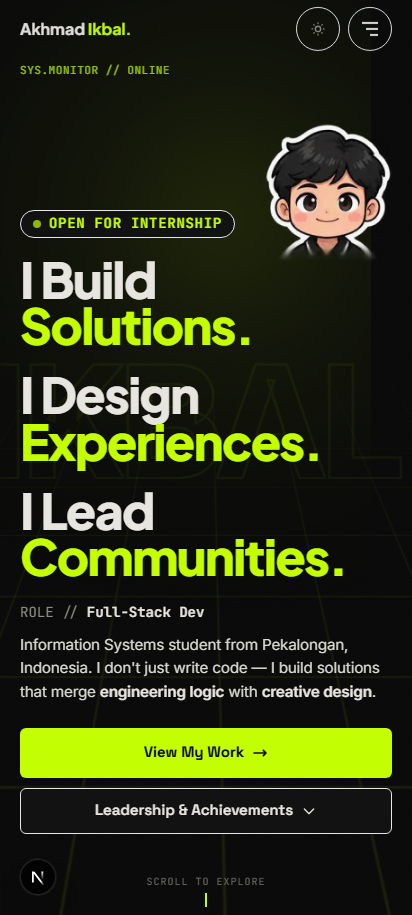 Akhmad Ikbal.
SYS.MONITOR // ONLINE
OPEN FOR INTERNSHIP
I Build
Solutions.
IKBAL
I Design
Experiences.
I Lead
Communities.
ROLE // Full-Stack Dev
Information Systems student from Pekalongan,
Indonesia. I don't just write code — I build solutions
that merge engineering logic with creative design.
View My Work →
Leadership & Achievements
N
SCROLL TO EXPLORE